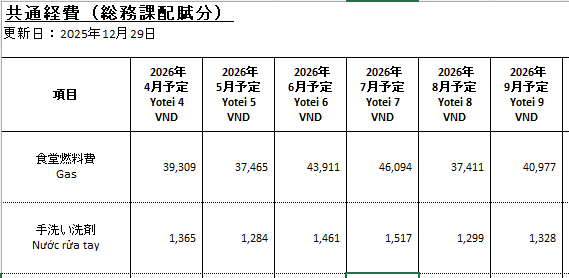 共通経費（総務課配賦分）
更新日：2025年12月29日
項目
2026年
4月予定
Yotei 4
VND
2026年
5月予定
Yotei 5
VND
2026年
6月予定
Yotei 6
VND
2026年
7月予定
Yotei 7
VND
2026年
8月予定
Yotei 8
VND
2026年
9月予定
Yotei 9
VND
食堂燃料費
Gas
39,309 37,465 43,911 46,094 37,411 40,977
手洗い洗剤
Nước rửa tay
1,365 1,284 1,461 1,517 1,299 1,328